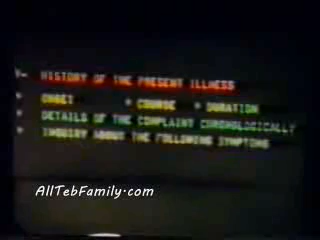 V- HISTORY OF THE PRESENT ILLNESS
* ONSET * COURSE * DURATION
* DETAILS OF THE COMPLAINT CHRONOLOGICALLY
* INQUIRY ABOUT THE FOLLOWING SYMPTOMS
AllTebFamily.com